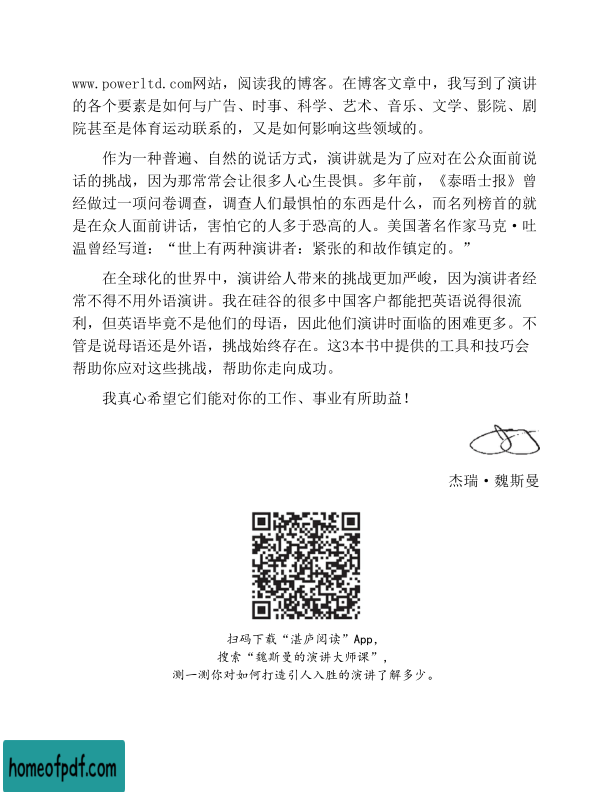 www.powerltd.com网站，阅读我的博客。在博客文章中，我写到了演讲
的各个要素是如何与广告、时事、科学、艺术、音乐、文学、影院、剧
院甚至是体育运动联系的，又是如何影响这些领域的。
作为一种普遍、自然的说话方式，演讲就是为了应对在公众面前说
话的挑战，因为那常常会让很多人心生畏惧。多年前，《泰晤士报》曾
经做过一项问卷调查，调查人们最惧怕的东西是什么，而名列榜首的就
是在众人面前讲话，害怕它的人多于恐高的人。美国著名作家马克·吐
温曾经写道：“世上有两种演讲者：紧张的和故作镇定的。”
在全球化的世界中，演讲给人带来的挑战更加严峻，因为演讲者经
常不得不用外语演讲。我在硅谷的很多中国客户都能把英语说得很流
利，但英语毕竟不是他们的母语，因此他们演讲时面临的困难更多。不
管是说母语还是外语，挑战始终存在。这3本书中提供的工具和技巧会
帮助你应对这些挑战，帮助你走向成功。
我真心希望它们能对你的工作、事业有所助益！
杰瑞·魏斯曼
扫码下载“湛庐阅读”App，
搜索“魏斯曼的演讲大师课”，
测一测你对如何打造引人入胜的演讲了解多少。
homeofpdf.com